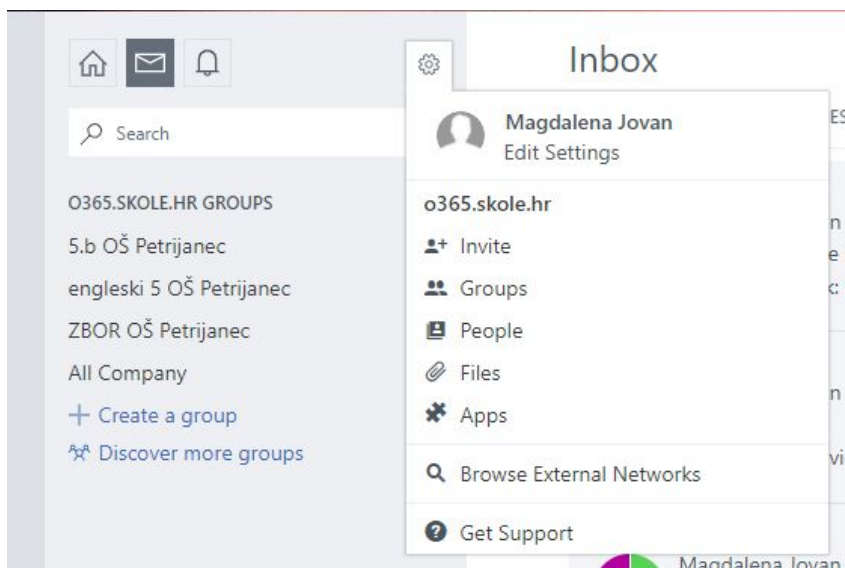 Inbox
Search
O365.SKOLE.HR GROUPS
5.b OŠ Petrijanec
engleski 5 OŠ Petrijanec
ZBOR OŠ Petrijanec
All Company
+ Create a group
Discover more groups
Magdalena Jovan
Edit Settings
o365.skole.hr
Invite
Groups
People
Files
Apps
Browse External Networks
Get Support
Magdalena Jovan